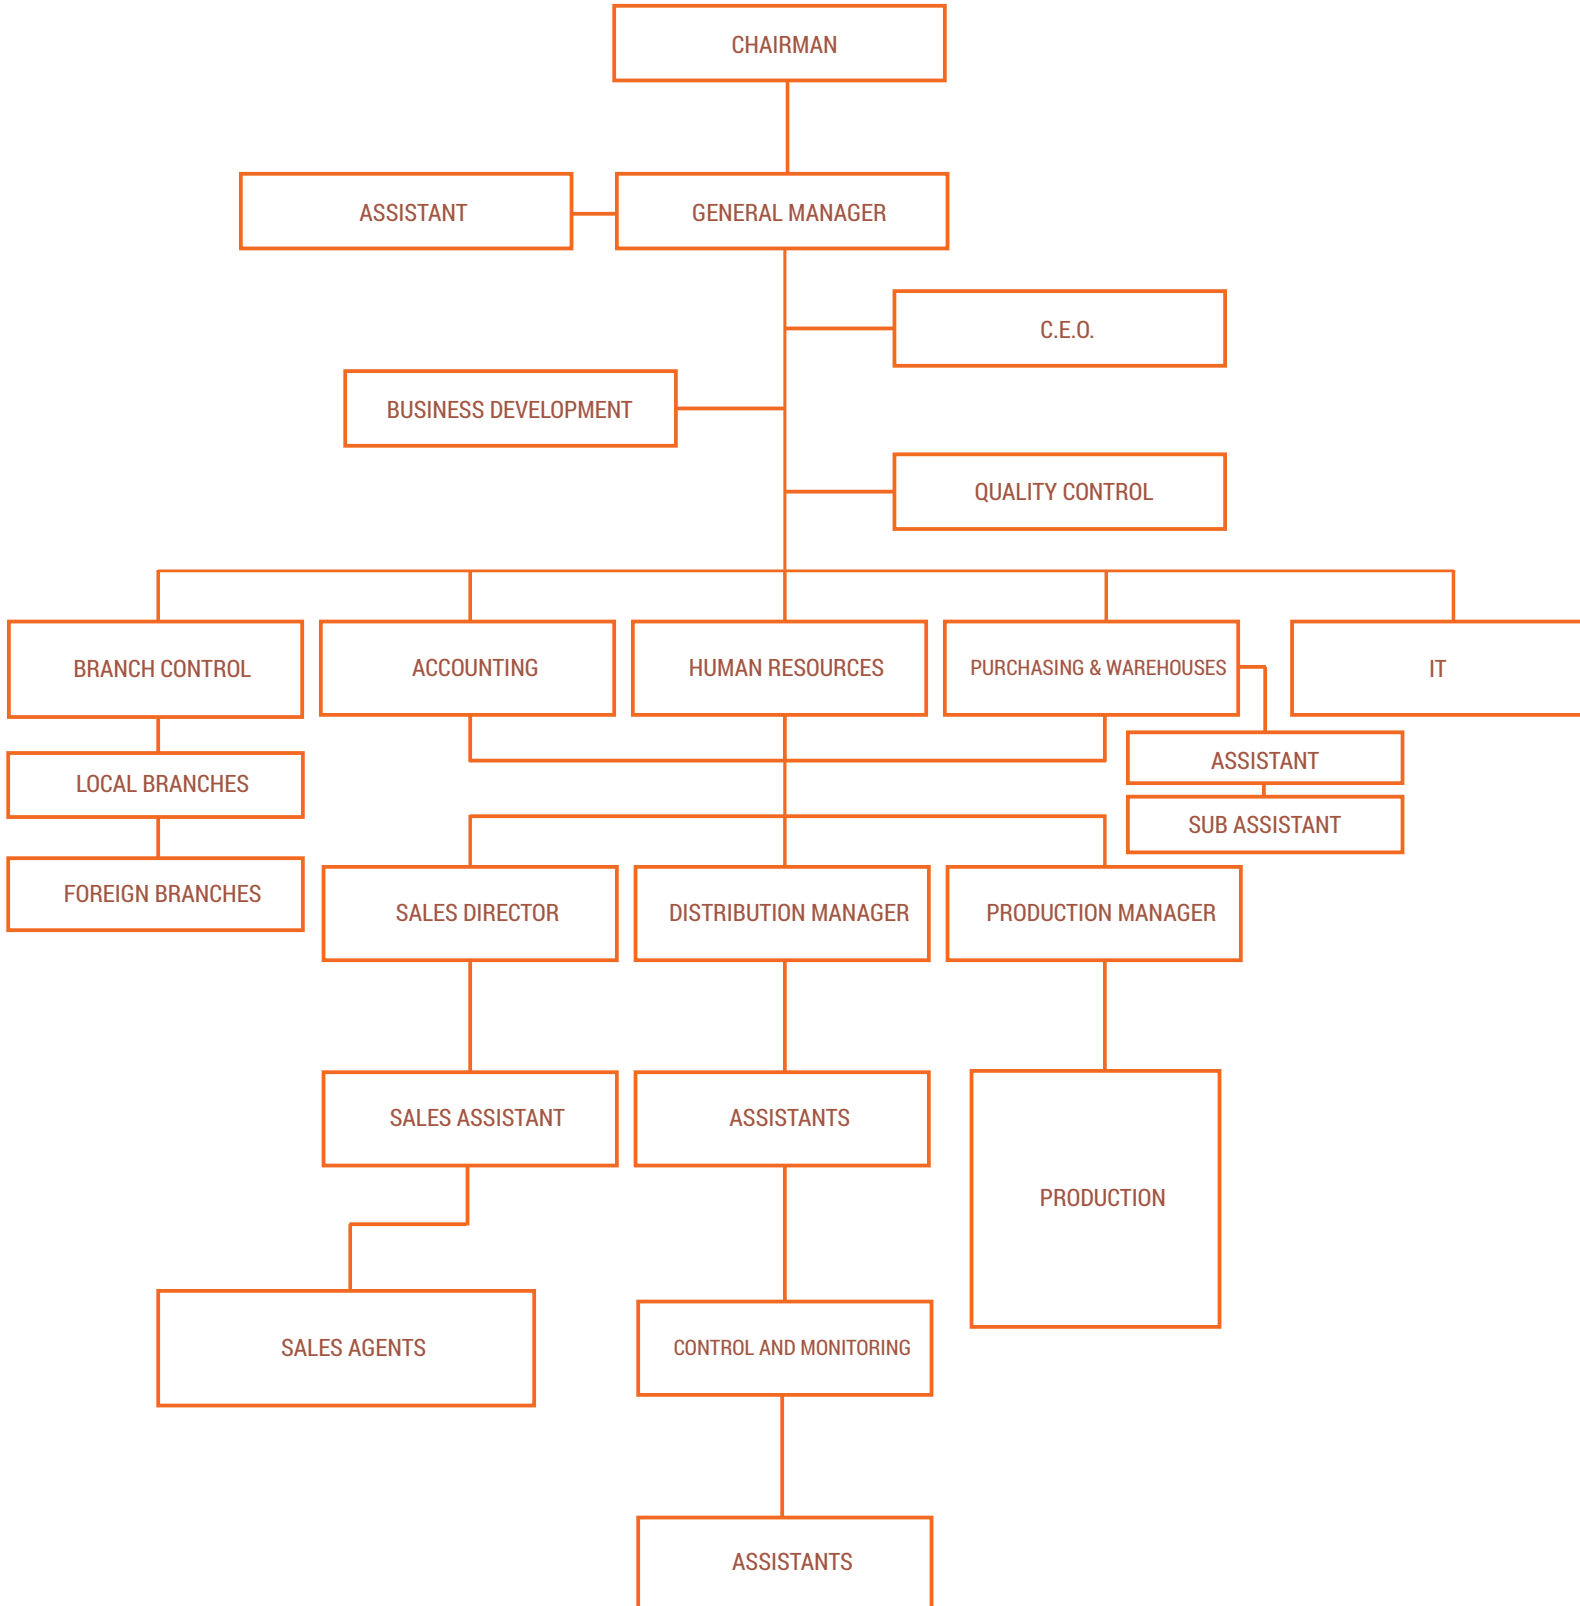 CHAIRMAN
ASSISTANT
GENERAL MANAGER
C.E.O.
BUSINESS DEVELOPMENT
QUALITY CONTROL
BRANCH CONTROL
ACCOUNTING
HUMAN RESOURCES
PURCHASING & WAREHOUSES
IT
ASSISTANT
LOCAL BRANCHES
SUB ASSISTANT
FOREIGN BRANCHES
SALES DIRECTOR
DISTRIBUTION MANAGER
PRODUCTION MANAGER
SALES ASSISTANT
ASSISTANTS
PRODUCTION
SALES AGENTS
CONTROL AND MONITORING
ASSISTANTS